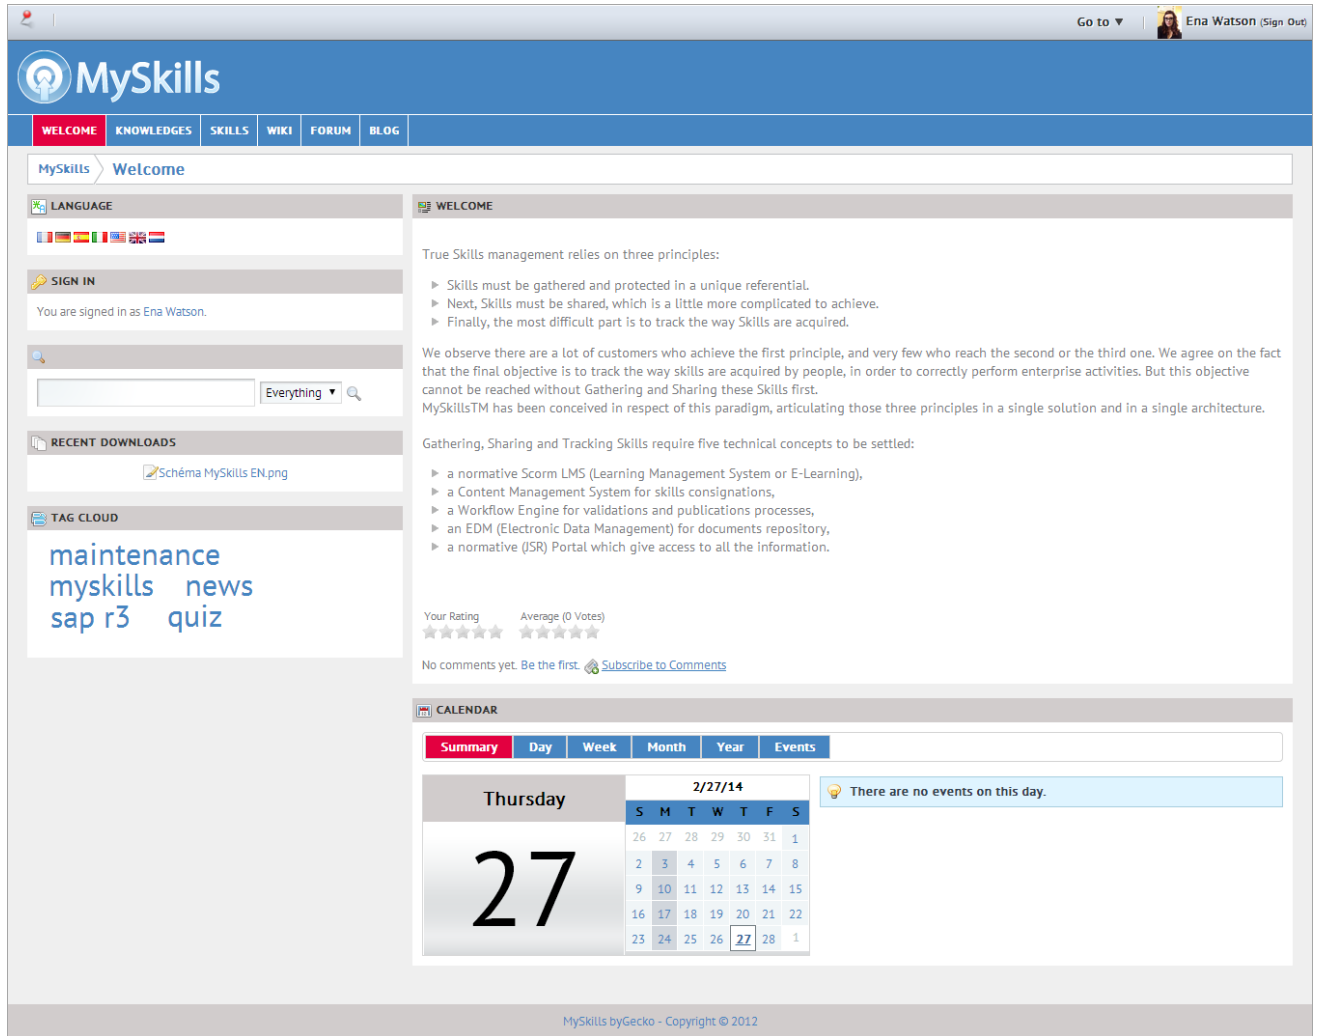 Go to ▼
Ena Watson (Sign Out)
MySkills
WELCOME KNOWLEDGES SKILLS WIKI FORUM BLOG
MySkills Welcome
LANGUAGE
SIGN IN
You are signed in as Ena Watson.
Everything ▼
RECENT DOWNLOADS
Schéma MySkills EN.png
TAG CLOUD
maintenance
myskills news
sap r3 quiz
WELCOME
True Skills management relies on three principles:
Skills must be gathered and protected in a unique referential.
Next, Skills must be shared, which is a little more complicated to achieve.
Finally, the most difficult part is to track the way Skills are acquired.
We observe there are a lot of customers who achieve the first principle, and very few who reach the second or the third one. We agree on the fact
that the final objective is to track the way skills are acquired by people, in order to correctly perform enterprise activities. But this objective
cannot be reached without Gathering and Sharing these Skills first.
MySkillsTM has been conceived in respect of this paradigm, articulating those three principles in a single solution and in a single architecture.
Gathering, Sharing and Tracking Skills require five technical concepts to be settled:
a normative Scorm LMS (Learning Management System or E-Learning),
a Content Management System for skills consignations,
a Workflow Engine for validations and publications processes,
an EDM (Electronic Data Management) for documents repository,
a normative (JSR) Portal which give access to all the information.
Your Rating Average (0 Votes)
No comments yet. Be the first. Subscribe to Comments
CALENDAR
Summary Day Week Month Year Events
Thursday
27
2/27/14
S M T W T F S
26 27 28 29 30 31 1
2 3 4 5 6 7 8
9 10 11 12 13 14 15
16 17 18 19 20 21 22
23 24 25 26 27 28 1
There are no events on this day.
MySkills byGecko - Copyright © 2012